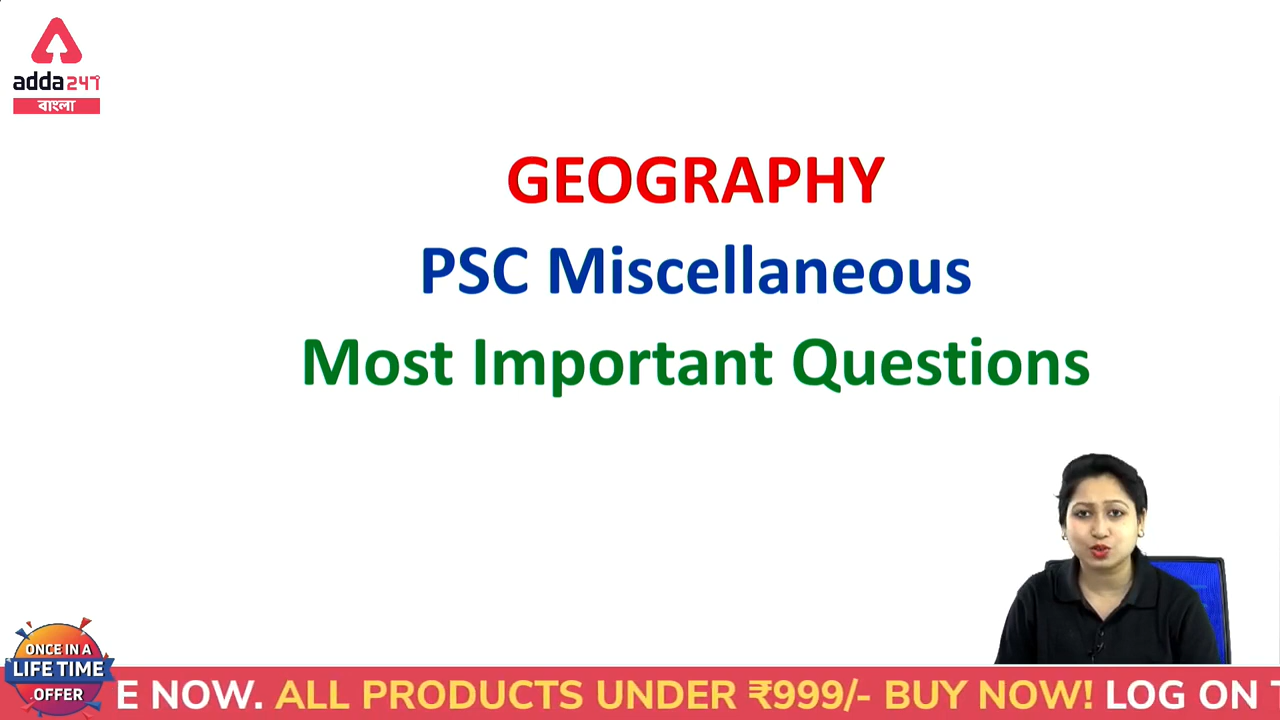 adda247
বাংলা
GEOGRAPHY
PSC Miscellaneous
Most Important Questions
ONCE IN A
LIFE TIME
OFFER
E NOW. ALL PRODUCTS UNDER ₹999/- BUY NOW! LOG ON T